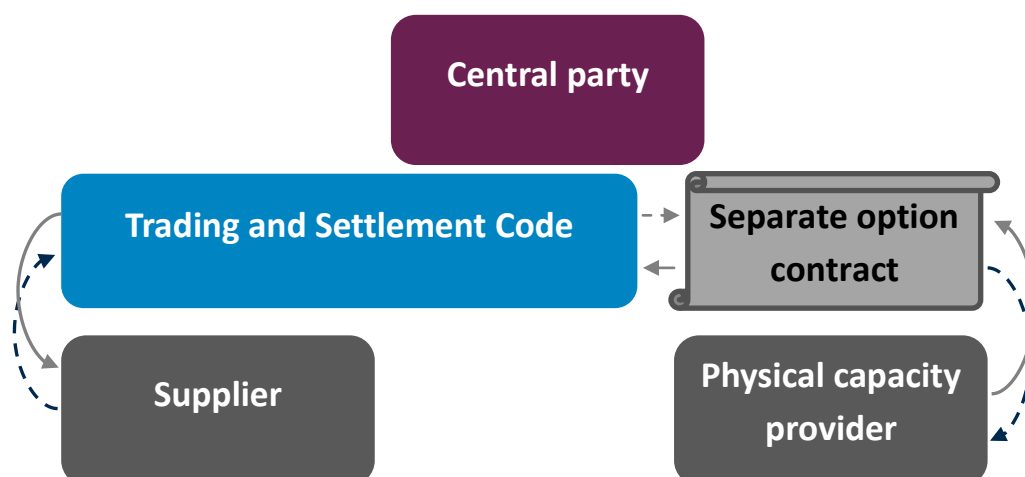 Central party
Trading and Settlement Code
Separate option
contract
Supplier
Physical capacity
provider